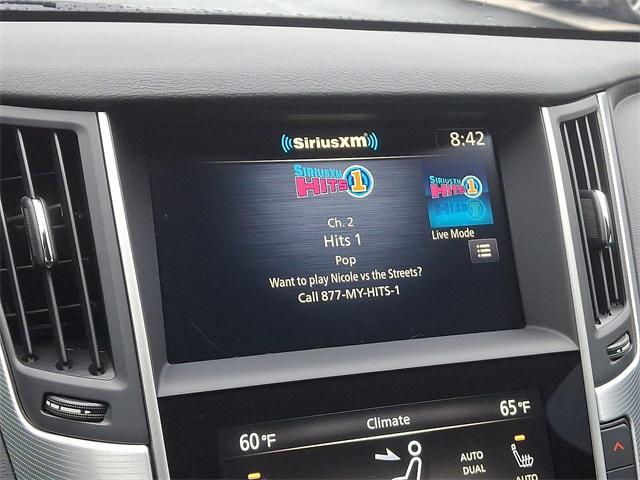 ((SiriusXM))
8:42
SIRIUSXM
HITS 1
SIRIUSXM
HITS 1
Ch. 2
Hits 1
Live Mode
Pop
Want to play Nicole vs the Streets?
Call 877-MY-HITS-1
60°F
Climate
65°F
AUTO
DUAL
AUTO